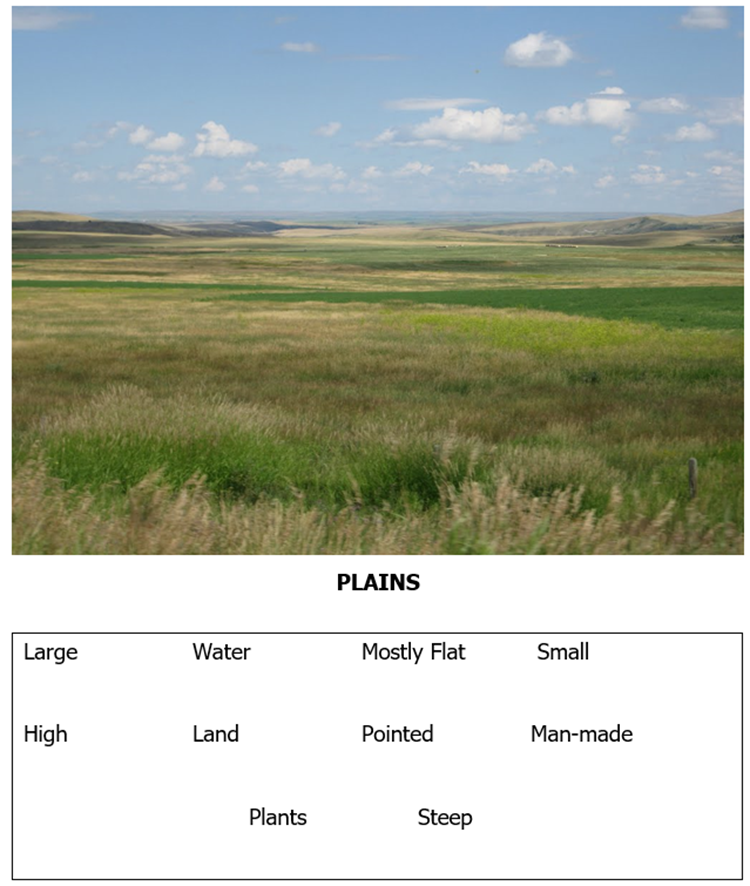 PLAINS
Large Water Mostly Flat Small
High Land Pointed Man-made
Plants Steep